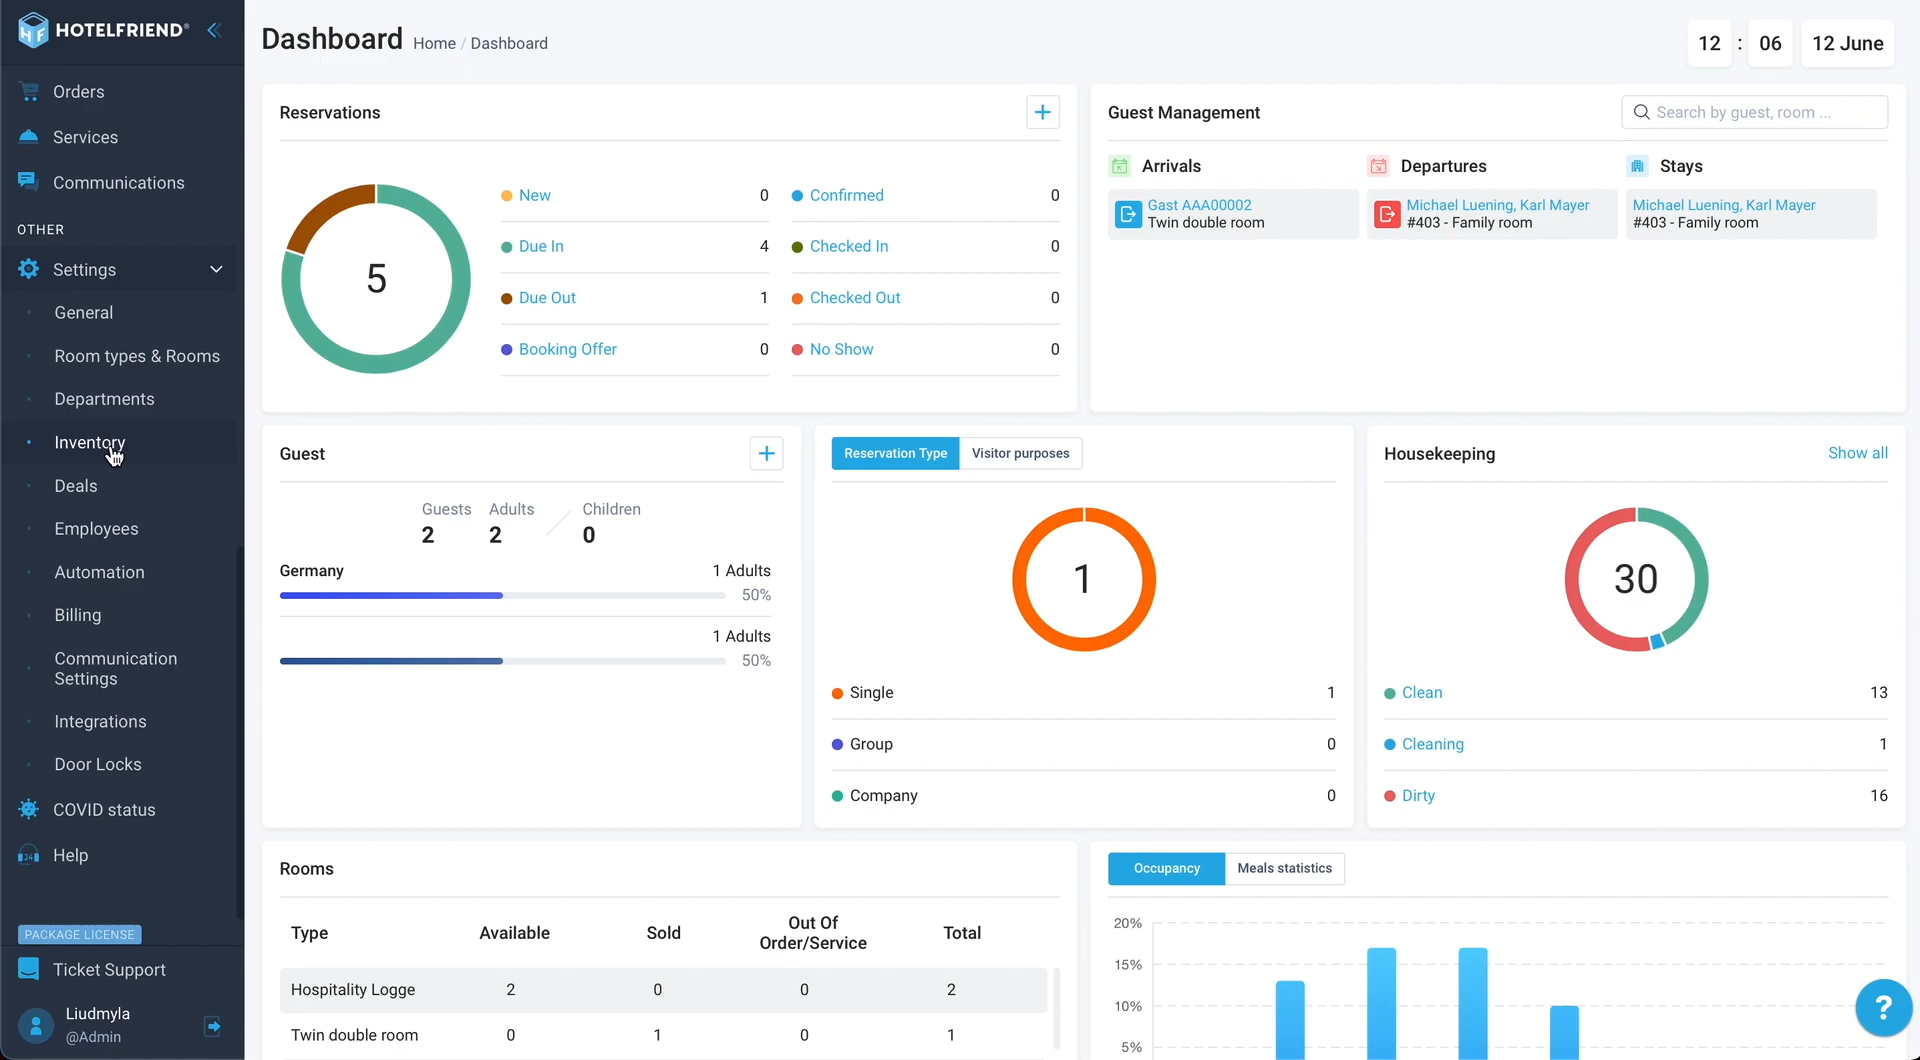 HOTELFRIEND®
Orders
Services
Communications
OTHER
Settings
General
Room types & Rooms
Departments
Inventory
Deals
Employees
Automation
Billing
Communication
Settings
Integrations
Door Locks
COVID status
24
Help
PACKAGE LICENSE
Ticket Support
Liudmyla
@Admin
Dashboard Home / Dashboard
12 : 06 12 June
Reservations
5
New 0
Confirmed 0
Due In 4
Checked In 0
Due Out 1
Checked Out 0
Booking Offer 0
No Show 0
Guest Management
Search by guest, room ...
Arrivals
Gast AAA00002
Twin double room
Departures
Michael Luening, Karl Mayer
#403 - Family room
Stays
Michael Luening, Karl Mayer
#403 - Family room
Guest
Guests Adults Children
2 2 0
Germany 1 Adults
50%
1 Adults
50%
Reservation Type Visitor purposes
1
Single 1
Group 0
Company 0
Housekeeping Show all
30
Clean 13
Cleaning 1
Dirty 16
Rooms
Type Available Sold Out Of Order/Service Total
Hospitality Logge 2 0 0 2
Twin double room 0 1 0 1
Occupancy Meals statistics
20%
15%
10%
5%
?